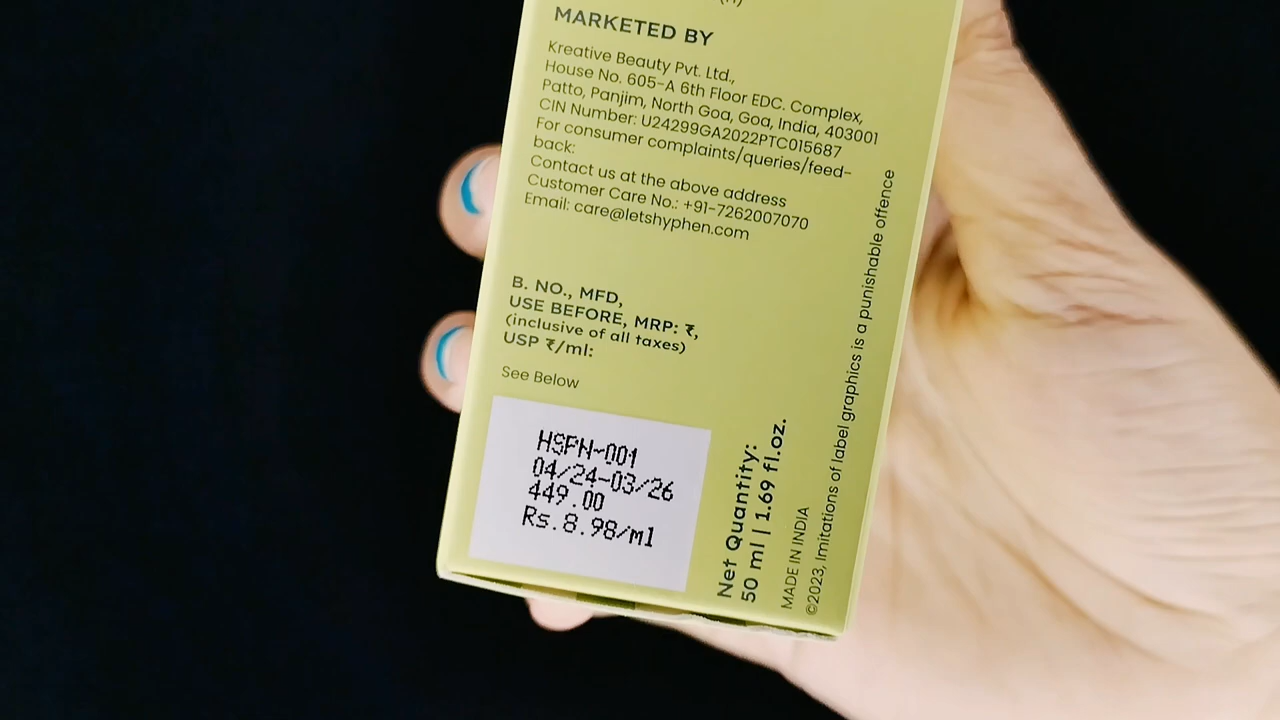 MARKETED BY
Kreative Beauty Pvt. Ltd.,
House No. 605-A 6th Floor EDC. Complex,
Patto, Panjim, North Goa, Goa, India, 403001
CIN Number: U24299GA2022PTC015687
For consumer complaints/queries/feed-
back:
Contact us at the above address
Customer Care No.: +91-7262007070
Email: care@letshyphen.com
B. NO., MFD,
USE BEFORE, MRP: ₹,
(inclusive of all taxes)
USP ₹/ml:
See Below
HSPN-001
04/24-03/26
449.00
Rs.8.98/ml
Net Quantity:
50 ml | 1.69 fl.oz.
MADE IN INDIA
©2023, Imitations of label graphics is a punishable offence